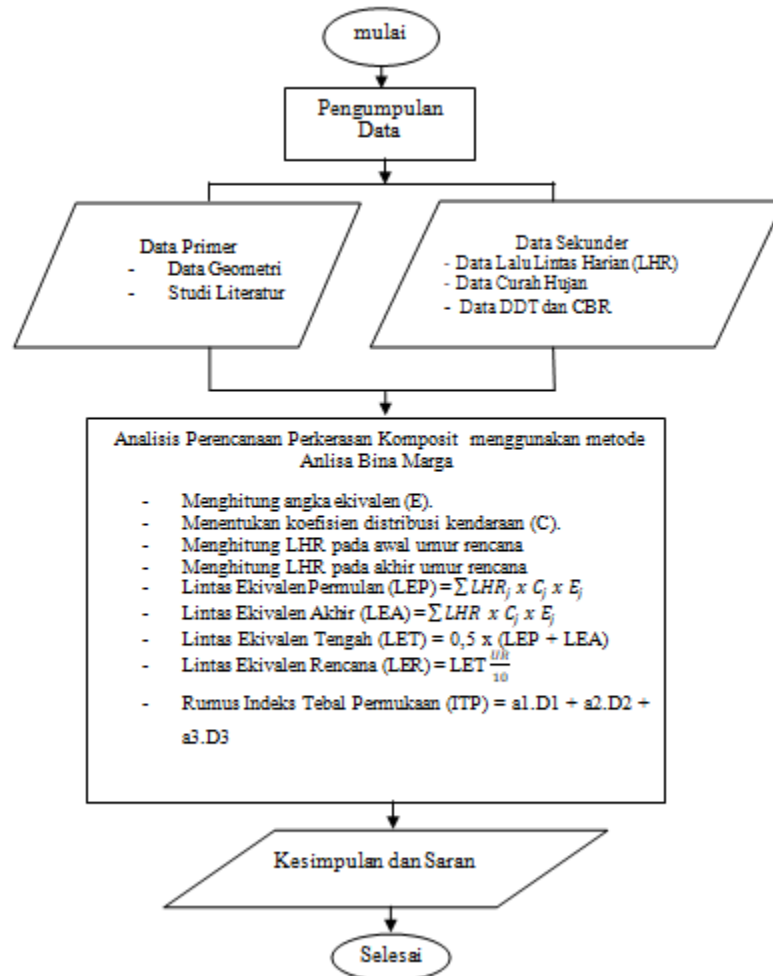 mulai
Pengumpulan
Data
Data Primer
- Data Geometri
- Studi Literatur
Data Sekunder
- Data Lalu Lintas Harian (LHR)
- Data Curah Hujan
- Data DDT dan CBR
Analisis Perencanaan Perkerasan Komposit menggunakan metode
Anlisa Bina Marga
- Menghitung angka ekivalen (E).
- Menentukan koefisien distribusi kendaraan (C).
- Menghitung LHR pada awal umur rencana
- Menghitung LHR pada akhir umur rencana
- Lintas Ekivalen Permulan (LEP) = ∑ LHRⱼ x Cⱼ x Eⱼ
- Lintas Ekivalen Akhir (LEA) = ∑ LHR x Cⱼ x Eⱼ
- Lintas Ekivalen Tengah (LET) = 0,5 x (LEP + LEA)
- Lintas Ekivalen Rencana (LER) = LET UR/10
- Rumus Indeks Tebal Permukaan (ITP) = a1.D1 + a2.D2 +
a3.D3
Kesimpulan dan Saran
Selesai